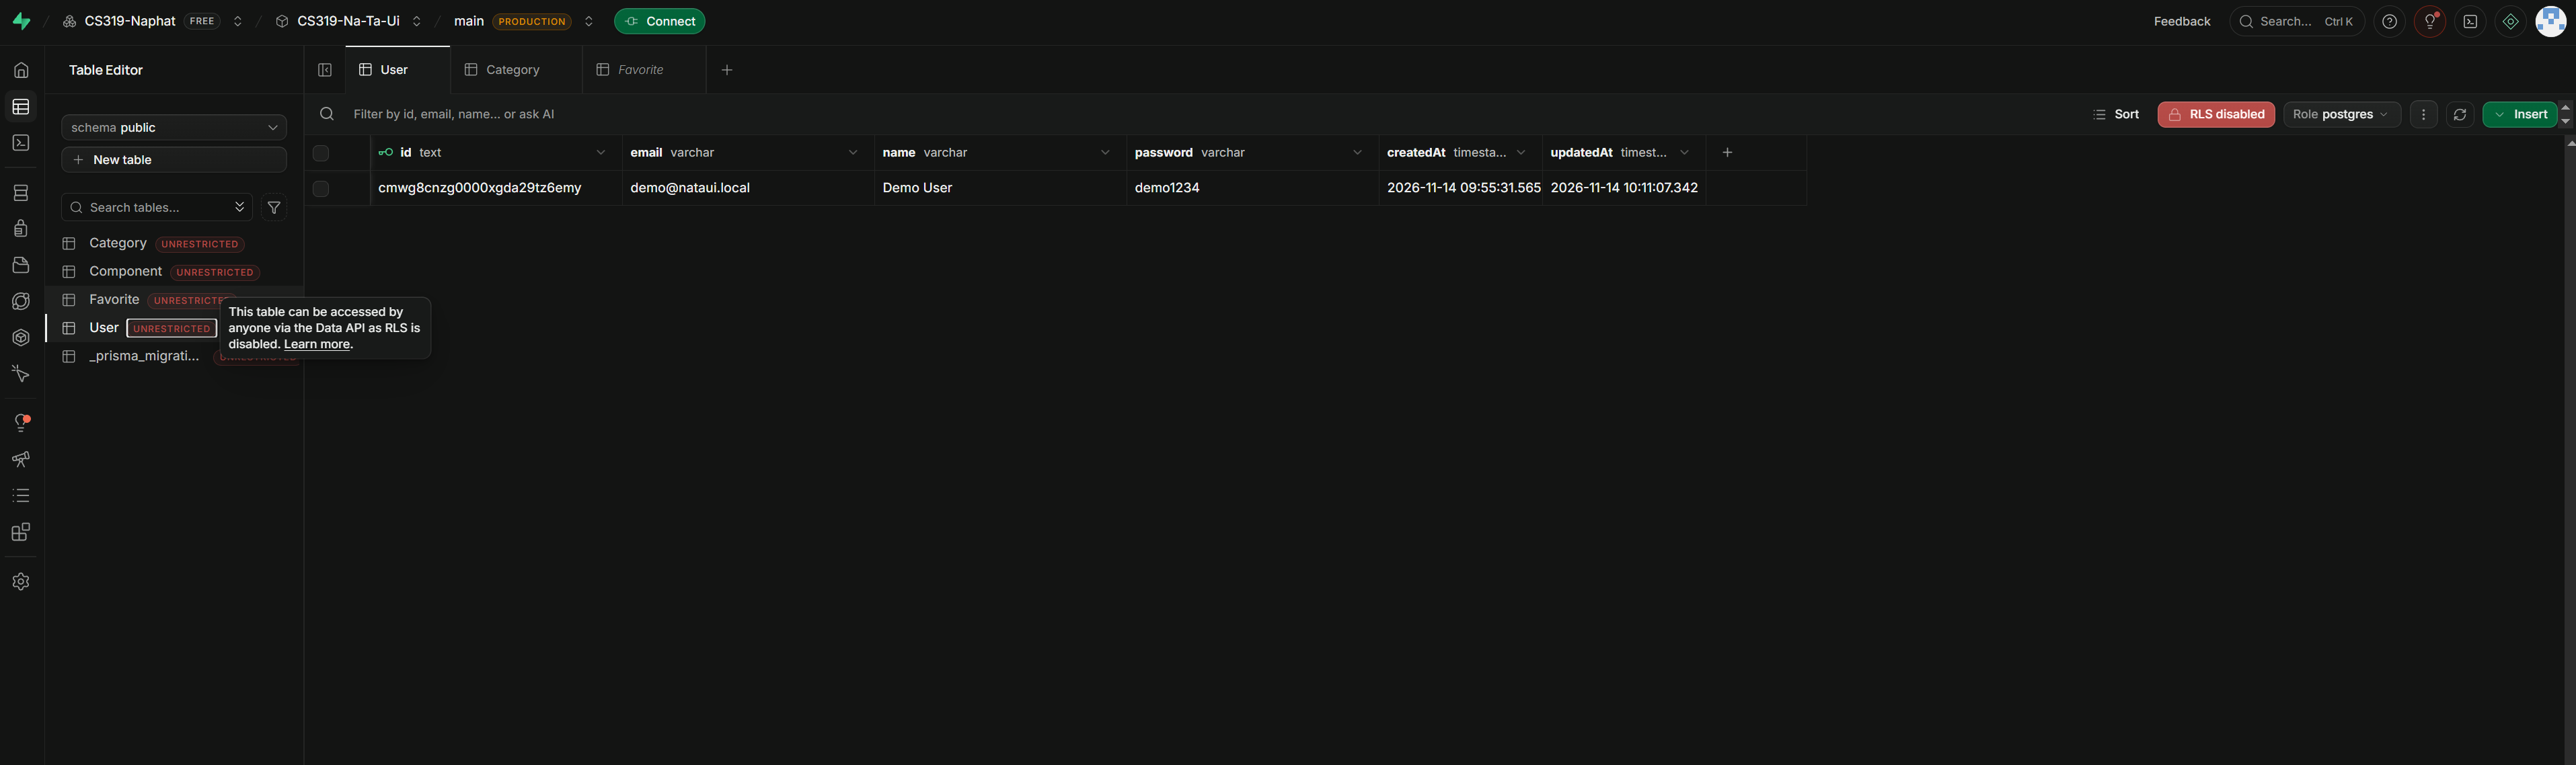 CS319-Naphat FREE / CS319-Na-Ta-Ui / main PRODUCTION Connect Feedback Search... Ctrl K
Table Editor
User Category Favorite
Filter by id, email, name... or ask AI Sort RLS disabled Role postgres Insert
schema public
New table
Search tables...
Category UNRESTRICTED
Component UNRESTRICTED
Favorite UNRESTRICTED
User UNRESTRICTED
_prisma_migrati... UNRESTRICTED
This table can be accessed by
anyone via the Data API as RLS is
disabled. Learn more.
id text email varchar name varchar password varchar createdAt timesta... updatedAt timest...
cmwg8cnzg0000xgda29tz6emy demo@nataui.local Demo User demo1234 2026-11-14 09:55:31.565 2026-11-14 10:11:07.342